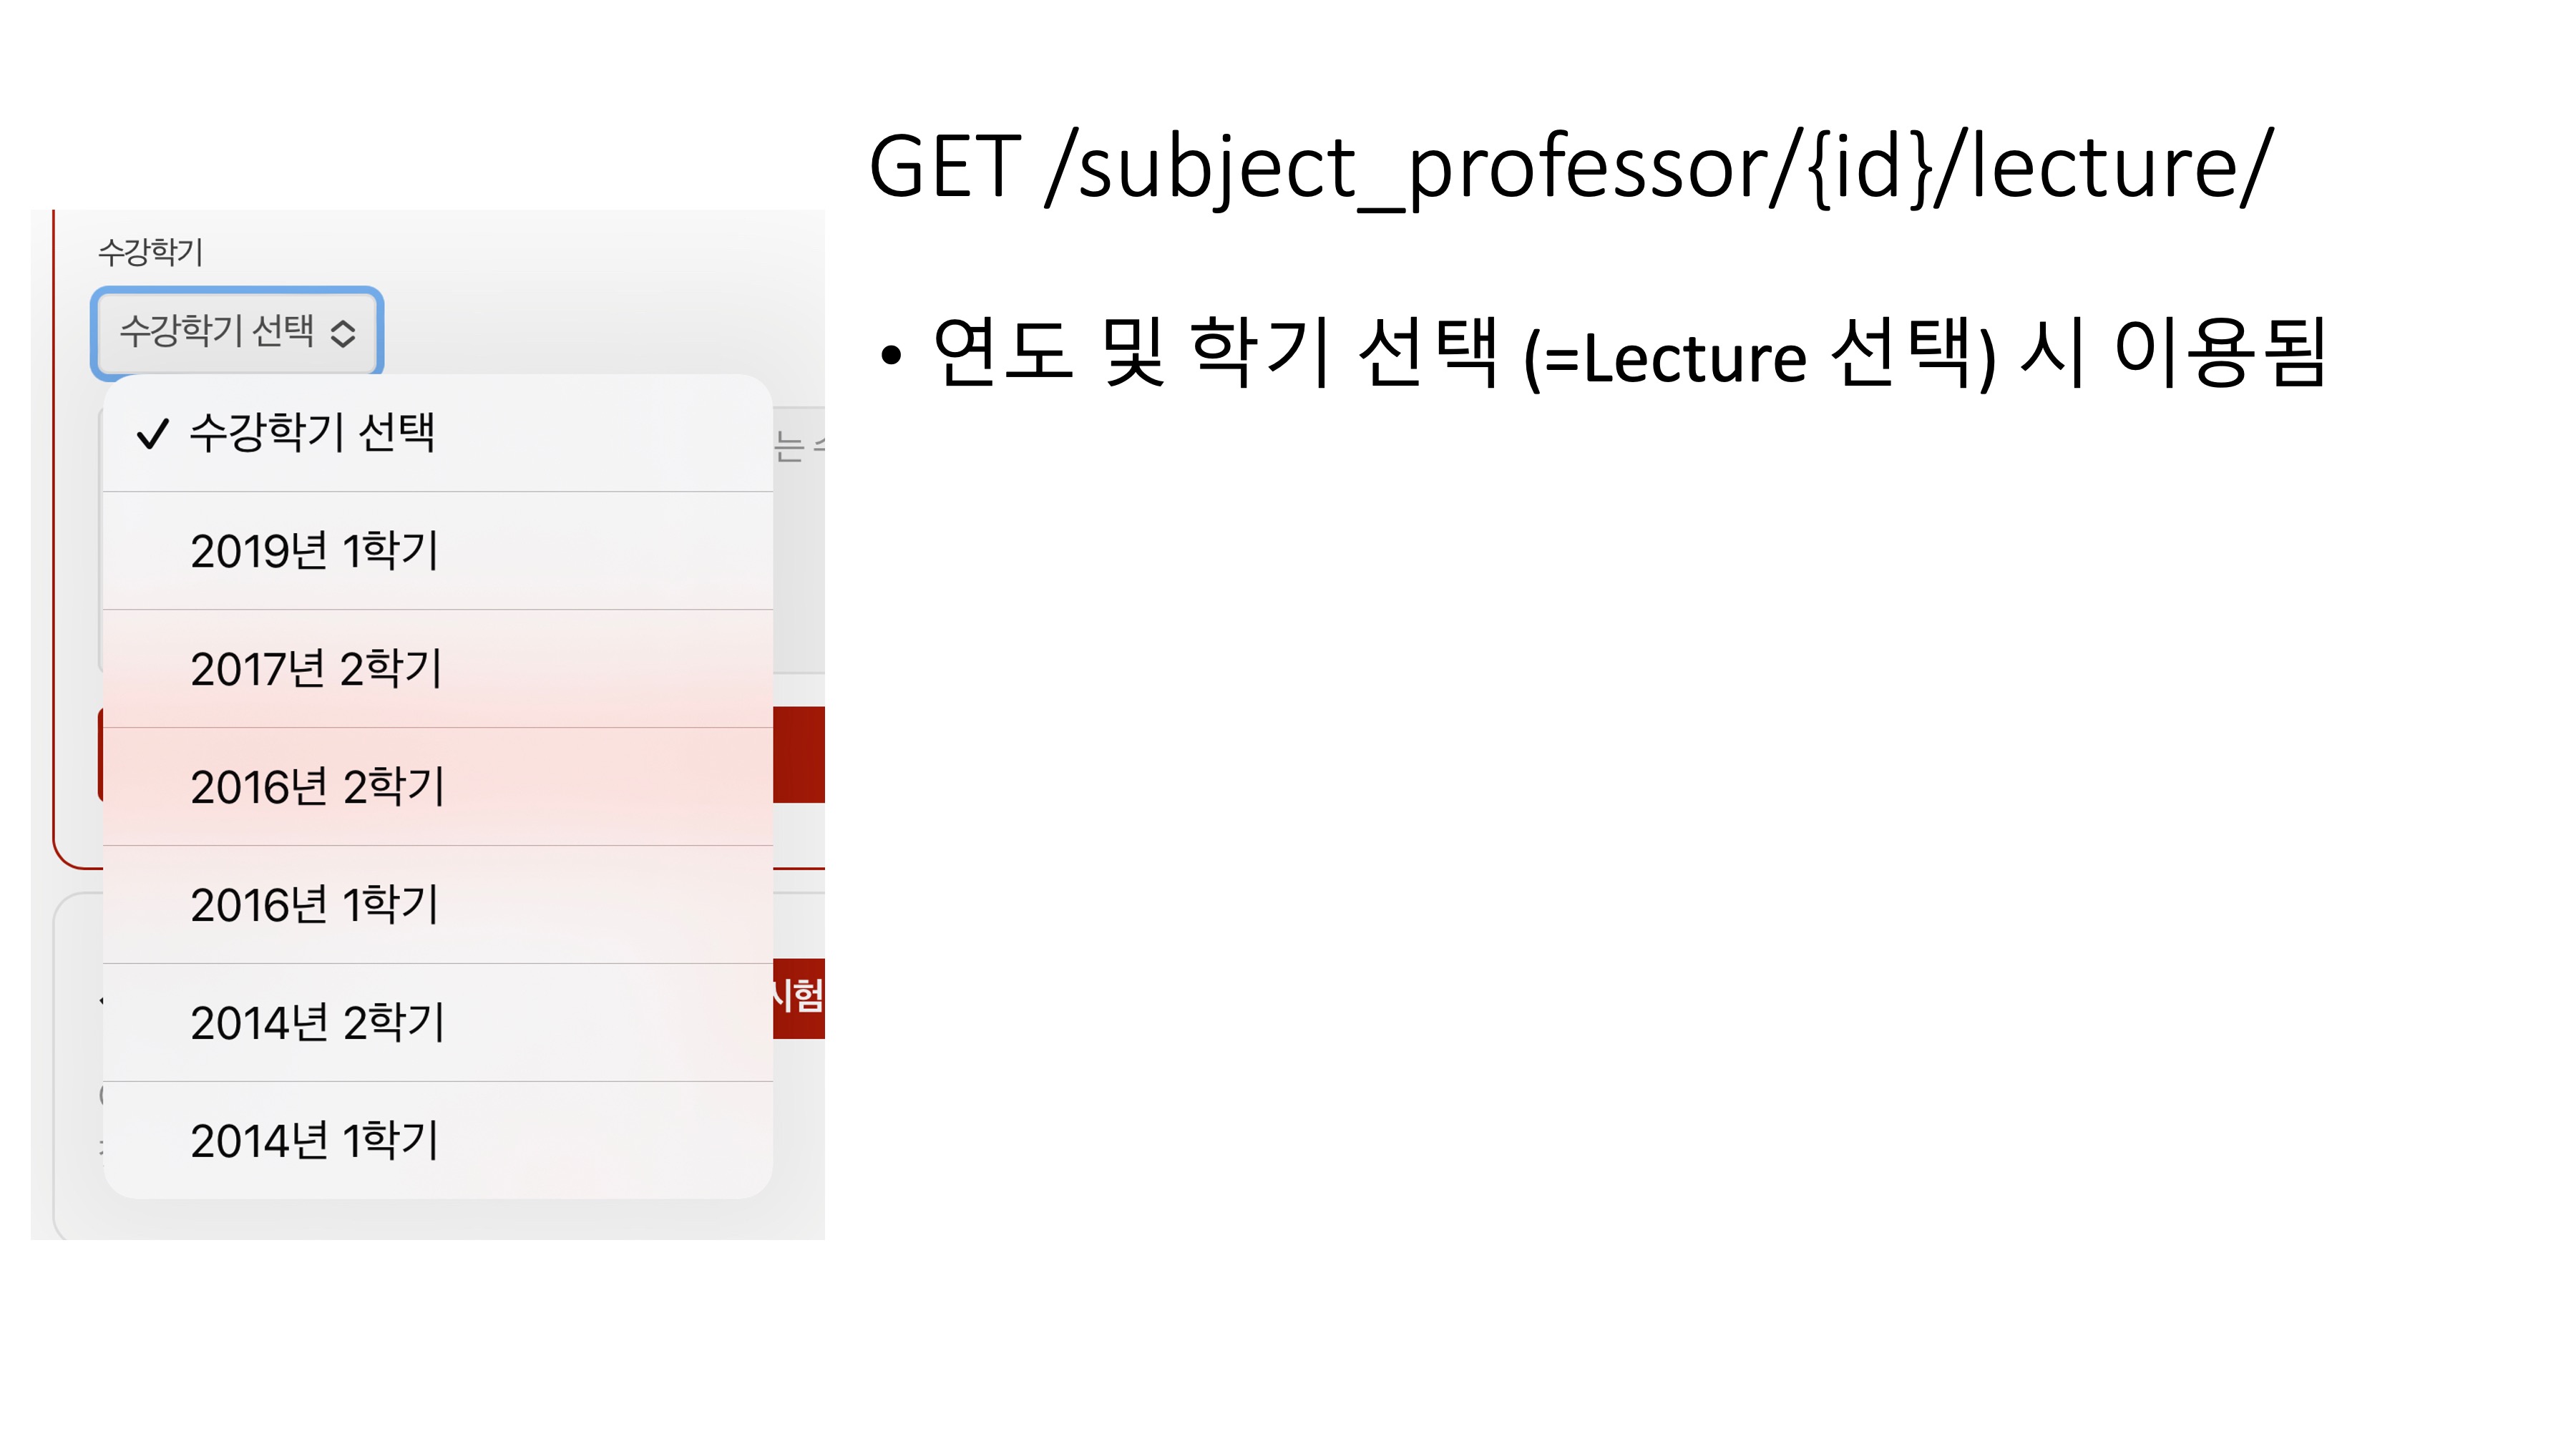 GET /subject_professor/{id}/lecture/
• 연도 및 학기 선택 (=Lecture 선택) 시 이용됨
수강학기
수강학기 선택
✓ 수강학기 선택
2019년 1학기
2017년 2학기
2016년 2학기
2016년 1학기
2014년 2학기
2014년 1학기
는
시험